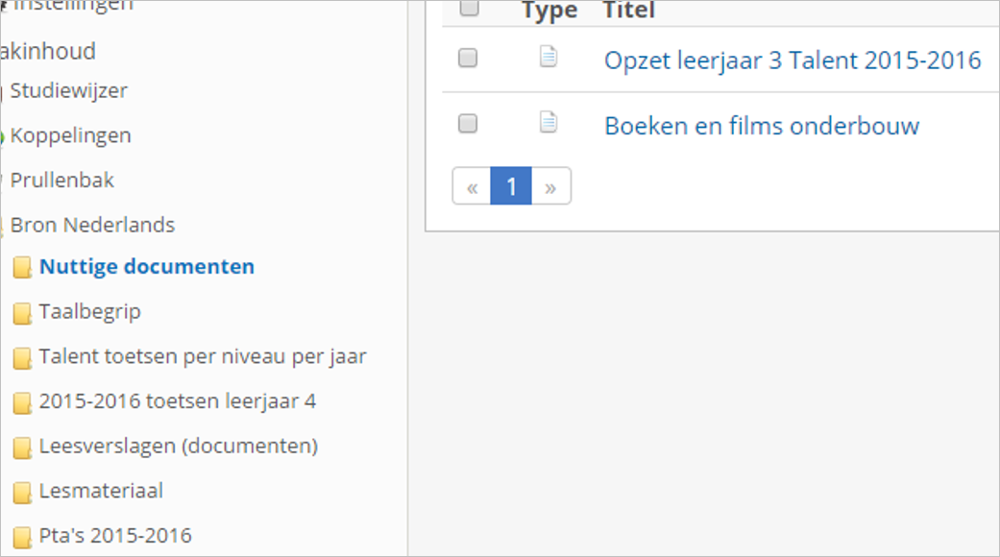 Instellingen
akinhoud
Studiewijzer
Koppelingen
Prullenbak
Bron Nederlands
Nuttige documenten
Taalbegrip
Talent toetsen per niveau per jaar
2015-2016 toetsen leerjaar 4
Leesverslagen (documenten)
Lesmateriaal
Pta's 2015-2016
Type Titel
Opzet leerjaar 3 Talent 2015-2016
Boeken en films onderbouw
« 1 »